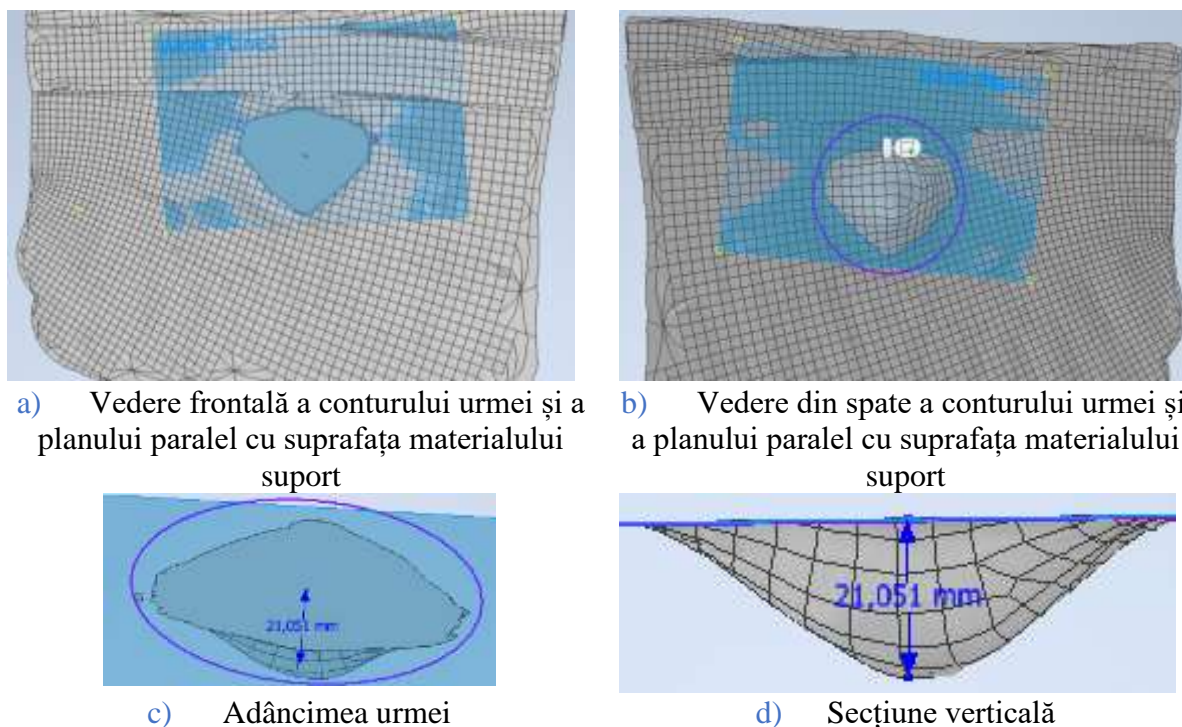 a) Vedere frontală a conturului urmei și a
planului paralel cu suprafața materialului
suport
b) Vedere din spate a conturului urmei și
a planului paralel cu suprafața materialului
suport
21,051 mm
c) Adâncimea urmei
21,051 mm
d) Secțiune verticală